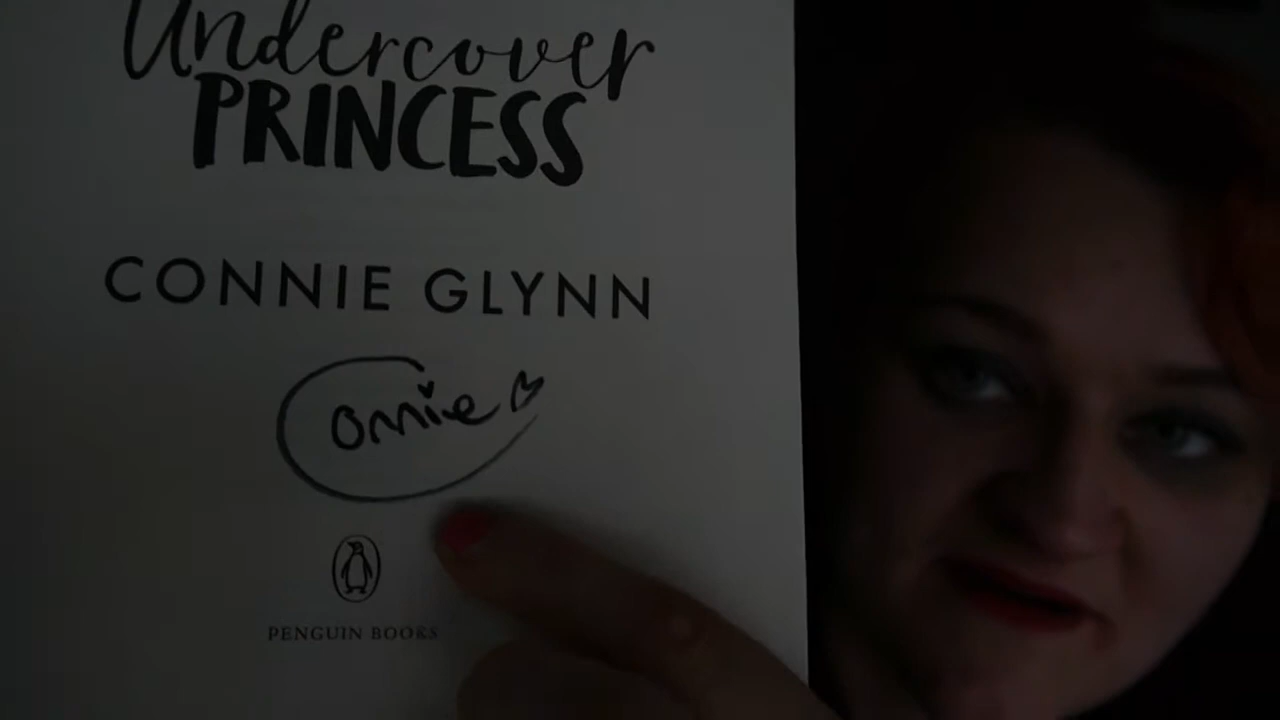 Undercover
PRINCESS
CONNIE GLYNN
Connie
PENGUIN BOOKS